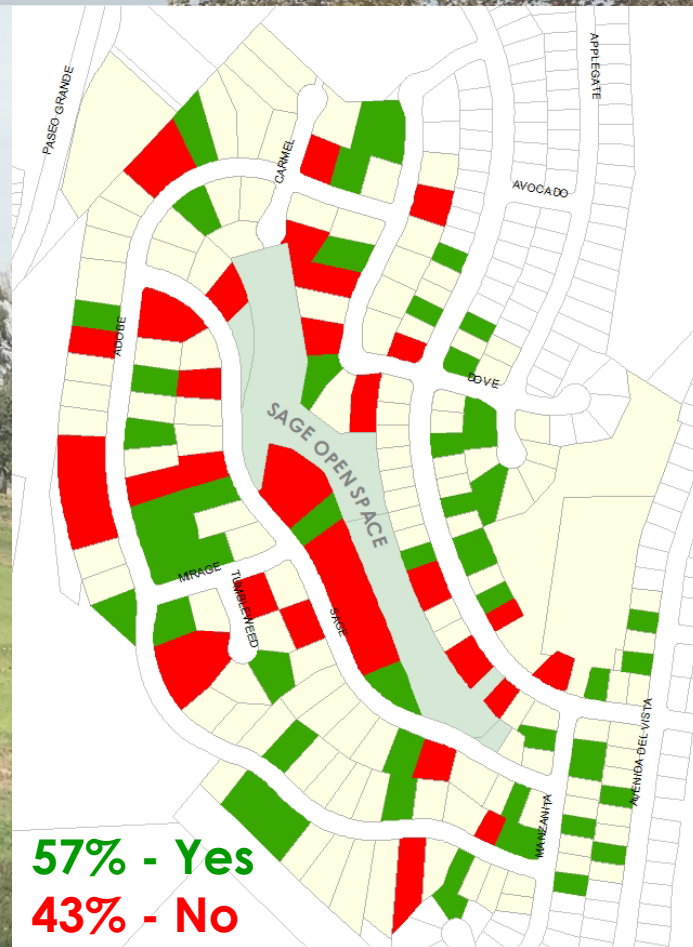 PASEO GRANDE
APPLEGATE
CARMEL
AVOCADO
ADOBE
DOVE
SAGE OPEN SPACE
MIRAGE
TUMBLEWEED
SAGE
AVENIDA DEL VISTA
MANZANITA
57% - Yes
43% - No